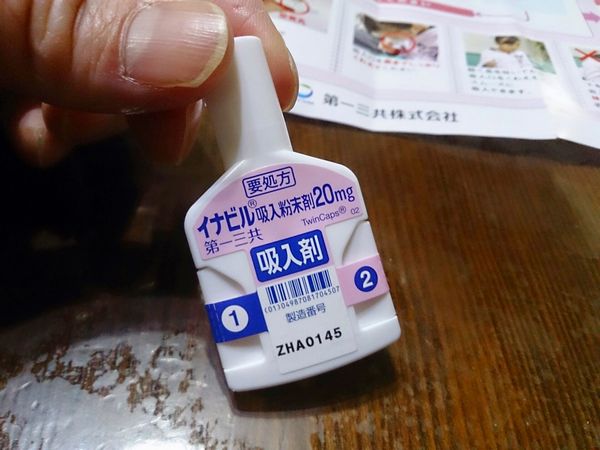 第一三共株式会社
要処方
イナビル®吸入粉末剤20mg
TwinCaps® 02
第一三共
吸入剤
1
2
(01)04987081704507
製造番号
ZHA0145